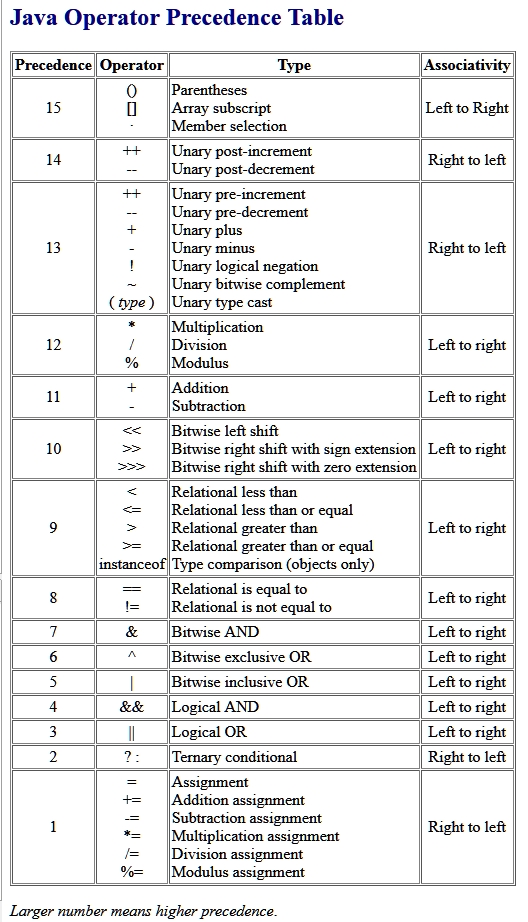 Java Operator Precedence Table
Precedence Operator Type Associativity
15 Left to Right
() Parentheses
[] Array subscript
· Member selection
14 Right to left
++ Unary post-increment
-- Unary post-decrement
13 Right to left
++ Unary pre-increment
-- Unary pre-decrement
+ Unary plus
- Unary minus
! Unary logical negation
~ Unary bitwise complement
( type ) Unary type cast
12 Left to right
* Multiplication
/ Division
% Modulus
11 Left to right
+ Addition
- Subtraction
10 Left to right
<< Bitwise left shift
>> Bitwise right shift with sign extension
>>> Bitwise right shift with zero extension
9 Left to right
< Relational less than
<= Relational less than or equal
> Relational greater than
>= Relational greater than or equal
instanceof Type comparison (objects only)
8 Left to right
== Relational is equal to
!= Relational is not equal to
7 & Bitwise AND Left to right
6 ^ Bitwise exclusive OR Left to right
5 | Bitwise inclusive OR Left to right
4 && Logical AND Left to right
3 || Logical OR Left to right
2 ? : Ternary conditional Right to left
1 Right to left
= Assignment
+= Addition assignment
-= Subtraction assignment
*= Multiplication assignment
/= Division assignment
%= Modulus assignment
Larger number means higher precedence.